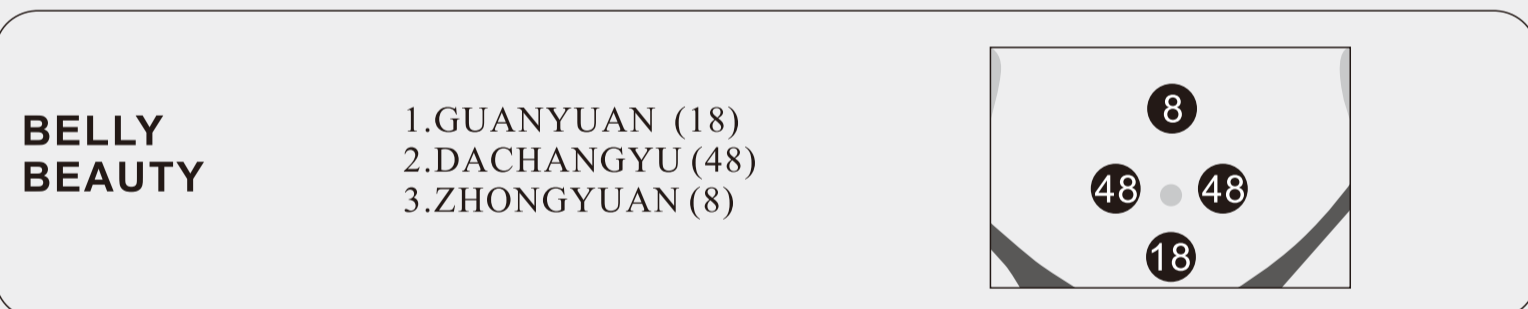 BELLY
BEAUTY
1.GUANYUAN (18)
2.DACHANGYU (48)
3.ZHONGYUAN (8)
8
48 48
18